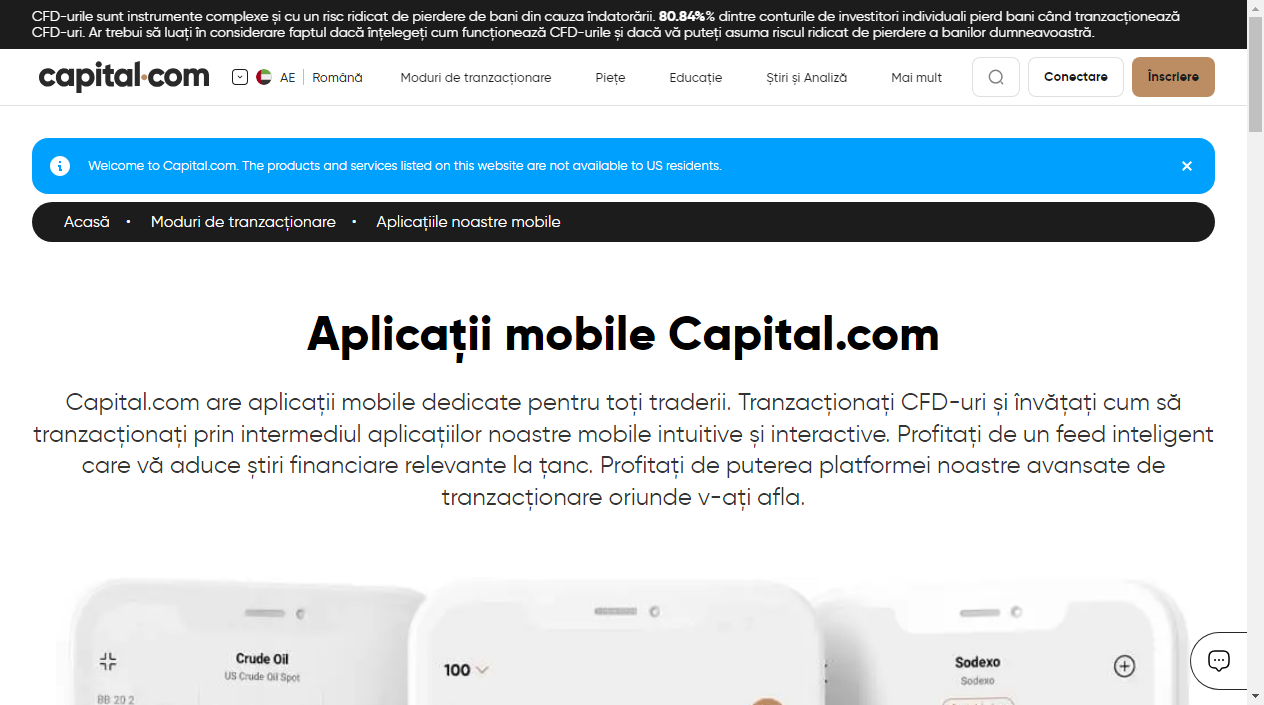 CFD-urile sunt instrumente complexe și cu un risc ridicat de pierdere de bani din cauza îndatorării. 80.84%% dintre conturile de investitori individuali pierd bani când tranzacționează
CFD-uri. Ar trebui să luați în considerare faptul dacă înțelegeți cum funcționează CFD-urile și dacă vă puteți asuma riscul ridicat de pierdere a banilor dumneavoastră.
capital.com AE Română Moduri de tranzacționare Piețe Educație Știri și Analiză Mai mult Conectare Înscriere
Welcome to Capital.com. The products and services listed on this website are not available to US residents.
Acasă • Moduri de tranzacționare • Aplicațiile noastre mobile
Aplicații mobile Capital.com
Capital.com are aplicații mobile dedicate pentru toți traderii. Tranzacționați CFD-uri și învățați cum să
tranzacționați prin intermediul aplicațiilor noastre mobile intuitive și interactive. Profitați de un feed inteligent
care vă aduce știri financiare relevante la țanc. Profitați de puterea platformei noastre avansate de
tranzacționare oriunde v-ați afla.
Crude Oil
US Crude Oil Spot
BB 20 2
100
Sodexo
Sodexo